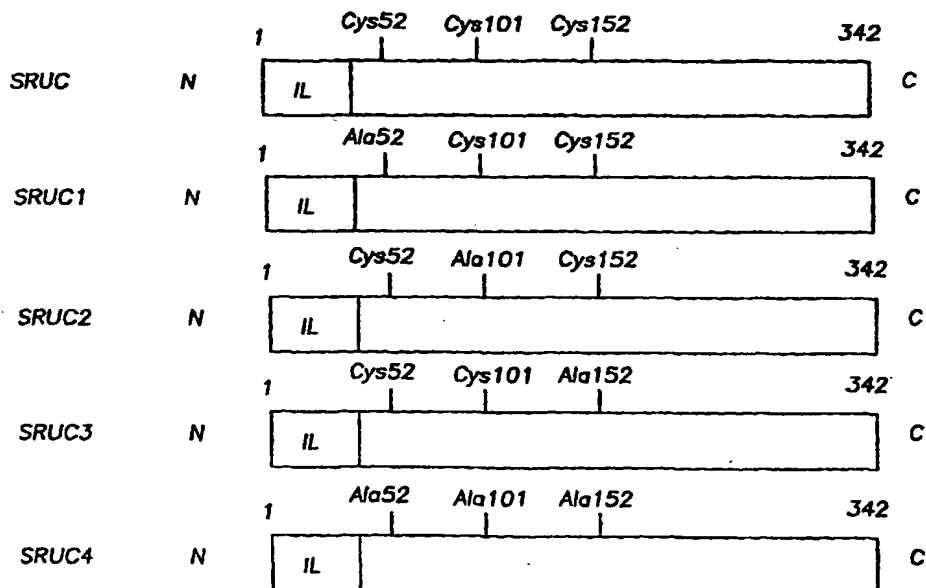 Cys52 Cys101 Cys152
1 342
SRUC N IL C
Ala52 Cys101 Cys152
1 342
SRUC1 N IL C
Cys52 Ala101 Cys152
1 342
SRUC2 N IL C
Cys52 Cys101 Ala152
1 342
SRUC3 N IL C
Ala52 Ala101 Ala152
1 342
SRUC4 N IL C